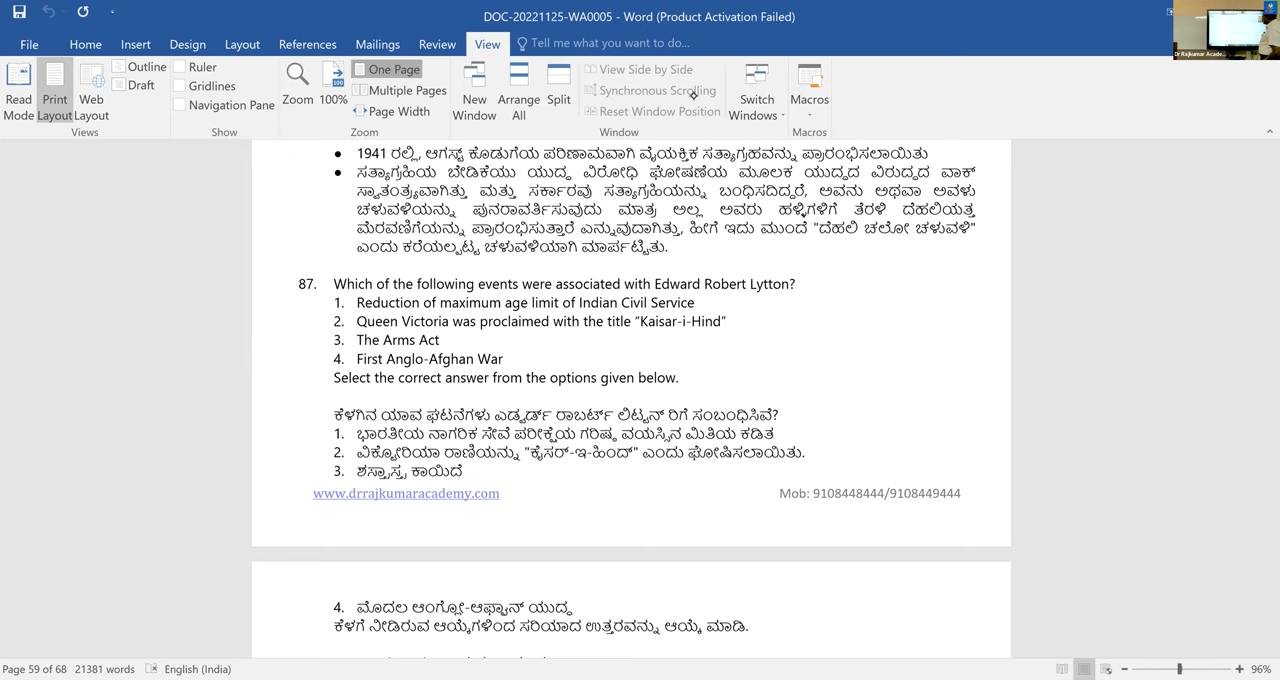 DOC-20221125-WA0005 - Word (Product Activation Failed)
Dr Rajkumar Acade...
File Home Insert Design Layout References Mailings Review View Tell me what you want to do...
Read Mode Print Layout Web Layout Outline Draft
Views
Ruler
Gridlines
Navigation Pane
Show
Zoom 100% One Page
Multiple Pages
Page Width
Zoom
New Window Arrange All Split View Side by Side
Synchronous Scrolling
Reset Window Position
Window
Switch Windows
Macros
Macros
• 1941 ರಲ್ಲಿ, ಆಗಸ್ಟ್ ಕೊಡುಗೆಯ ಪರಿಣಾಮವಾಗಿ ವೈಯಕ್ತಿಕ ಸತ್ಯಾಗ್ರಹವನ್ನು ಪ್ರಾರಂಭಿಸಲಾಯಿತು
• ಸತ್ಯಾಗ್ರಹಿಯ ಬೇಡಿಕೆಯು ಯುದ್ಧ ವಿರೋಧಿ ಘೋಷಣೆಯ ಮೂಲಕ ಯುದ್ಧದ ವಿರುದ್ಧದ ವಾಕ್
ಸ್ವಾತಂತ್ರ್ಯವಾಗಿತ್ತು ಮತ್ತು ಸರ್ಕಾರವು ಸತ್ಯಾಗ್ರಹಿಯನ್ನು ಬಂಧಿಸದಿದ್ದರೆ, ಅವನು ಅಥವಾ ಅವಳು
ಚಳುವಳಿಯನ್ನು ಪುನರಾವರ್ತಿಸುವುದು ಮಾತ್ರ ಅಲ್ಲ ಅವರು ಹಳ್ಳಿಗಳಿಗೆ ತೆರಳಿ ದೆಹಲಿಯತ್ತ
ಮೆರವಣಿಗೆಯನ್ನು ಪ್ರಾರಂಭಿಸುತ್ತಾರೆ ಎನ್ನುವುದಾಗಿತ್ತು, ಹೀಗೆ ಇದು ಮುಂದೆ "ದೆಹಲಿ ಚಲೋ ಚಳುವಳಿ"
ಎಂದು ಕರೆಯಲ್ಪಟ್ಟ ಚಳುವಳಿಯಾಗಿ ಮಾರ್ಪಟ್ಟಿತು.
87. Which of the following events were associated with Edward Robert Lytton?
1. Reduction of maximum age limit of Indian Civil Service
2. Queen Victoria was proclaimed with the title “Kaisar-i-Hind”
3. The Arms Act
4. First Anglo-Afghan War
Select the correct answer from the options given below.
ಕೆಳಗಿನ ಯಾವ ಘಟನೆಗಳು ಎಡ್ವರ್ಡ್ ರಾಬರ್ಟ್ ಲಿಟ್ಟನ್ ರಿಗೆ ಸಂಬಂಧಿಸಿವೆ?
1. ಭಾರತೀಯ ನಾಗರಿಕ ಸೇವೆ ಪರೀಕ್ಷೆಯ ಗರಿಷ್ಠ ವಯಸ್ಸಿನ ಮಿತಿಯ ಕಡಿತ
2. ವಿಕ್ಟೋರಿಯಾ ರಾಣಿಯನ್ನು "ಕೈಸರ್-ಇ-ಹಿಂದ್" ಎಂದು ಘೋಷಿಸಲಾಯಿತು.
3. ಶಸ್ತ್ರಾಸ್ತ್ರ ಕಾಯಿದೆ
www.drrajkumaracademy.com Mob: 9108448444/9108449444
4. ಮೊದಲ ಆಂಗ್ಲೋ-ಆಫ್ಘಾನ್ ಯುದ್ಧ
ಕೆಳಗೆ ನೀಡಿರುವ ಆಯ್ಕೆಗಳಿಂದ ಸರಿಯಾದ ಉತ್ತರವನ್ನು ಆಯ್ಕೆ ಮಾಡಿ.
Page 59 of 68 21381 words English (India) 96%